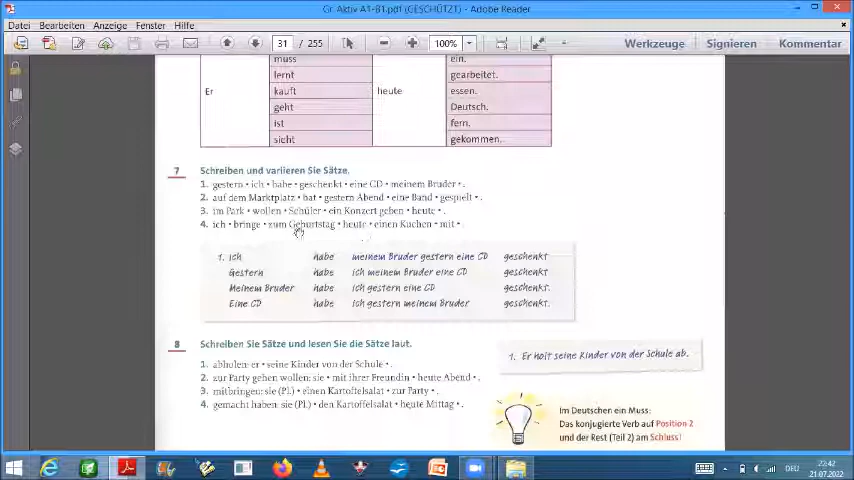 Gr. Aktiv A1-B1.pdf (GESCHÜTZT) - Adobe Reader
Datei Bearbeiten Anzeige Fenster Hilfe
31 / 255 100% Werkzeuge Signieren Kommentar
muss ein.
lernt gearbeitet.
Er kauft heute essen.
geht Deutsch.
ist fern.
sieht gekommen.
7 Schreiben und variieren Sie Sätze.
1. gestern • ich • habe • geschenkt • eine CD • meinem Bruder • .
2. auf dem Marktplatz • hat • gestern Abend • eine Band • gespielt • .
3. im Park • wollen • Schüler • ein Konzert geben • heute • .
4. ich • bringe • zum Geburtstag • heute • einen Kuchen • mit • .
1. Ich habe meinem Bruder gestern eine CD geschenkt
Gestern habe ich meinem Bruder eine CD geschenkt.
Meinem Bruder habe ich gestern eine CD geschenkt.
Eine CD habe ich gestern meinem Bruder geschenkt.
8 Schreiben Sie Sätze und lesen Sie die Sätze laut.
1. Er holt seine Kinder von der Schule ab.
1. abholen: er • seine Kinder von der Schule • .
2. zur Party gehen wollen: sie • mit ihrer Freundin • heute Abend • .
3. mitbringen: sie (Pl.) • einen Kartoffelsalat • zur Party • .
4. gemacht haben: sie (Pl.) • den Kartoffelsalat • heute Mittag • .
Im Deutschen ein Muss:
Das konjugierte Verb auf Position 2
und der Rest (Teil 2) am Schluss!
DEU
22:42
21.07.2022